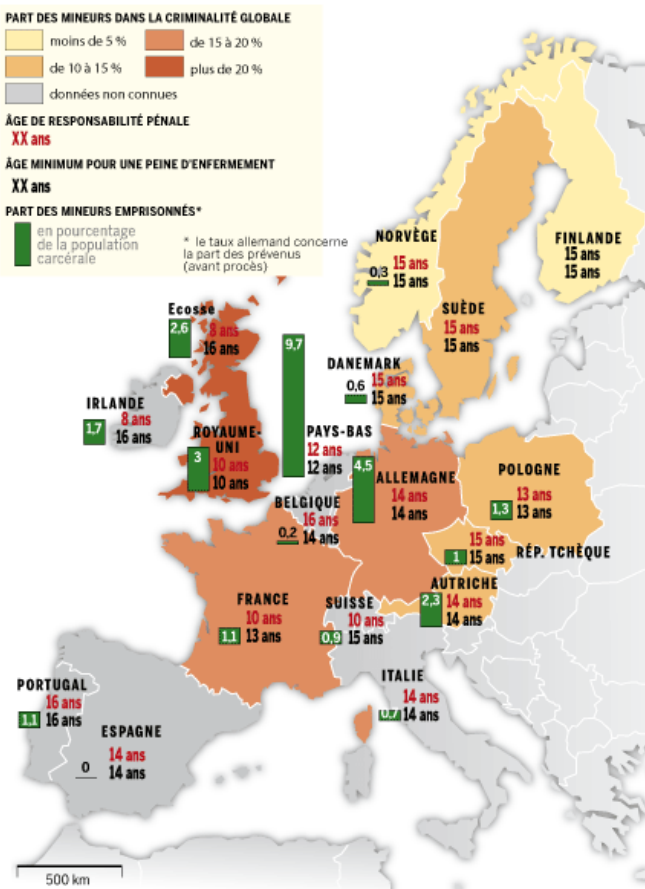 PART DES MINEURS DANS LA CRIMINALITÉ GLOBALE
moins de 5 %
de 15 à 20 %
de 10 à 15 %
plus de 20 %
données non connues
ÂGE DE RESPONSABILITÉ PÉNALE
XX ans
ÂGE MINIMUM POUR UNE PEINE D'ENFERMEMENT
XX ans
PART DES MINEURS EMPRISONNÉS*
en pourcentage
de la population
carcérale
* le taux allemand concerne
la part des prévenus
(avant procès)
NORVÈGE
15 ans
0,3
15 ans
FINLANDE
15 ans
15 ans
SUÈDE
15 ans
15 ans
Ecosse
2,6
8 ans
16 ans
9,7
DANEMARK
0,6
15 ans
15 ans
IRLANDE
8 ans
1,7
16 ans
ROYAUME-
UNI
3
10 ans
10 ans
PAYS-BAS
12 ans
12 ans
4,5
ALLEMAGNE
14 ans
14 ans
POLOGNE
13 ans
1,3
13 ans
BELGIQUE
16 ans
0,2
14 ans
15 ans
1
15 ans
RÉP. TCHÈQUE
AUTRICHE
2,3
14 ans
14 ans
FRANCE
10 ans
1,1
13 ans
SUISSE
10 ans
0,9
15 ans
ITALIE
14 ans
0,7
14 ans
PORTUGAL
16 ans
1,1
16 ans
ESPAGNE
14 ans
0
14 ans
500 km